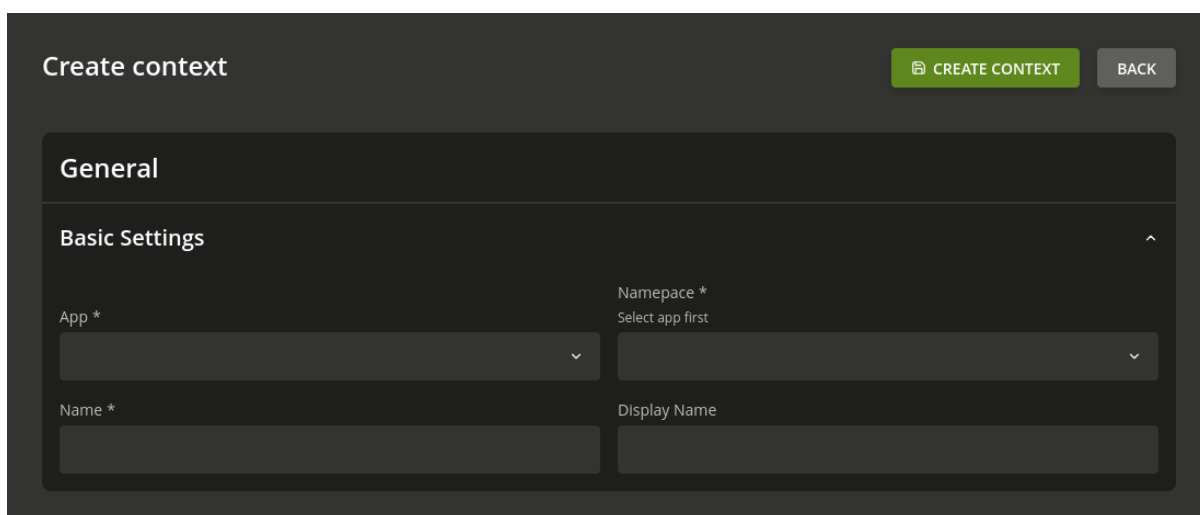 Create context
CREATE CONTEXT
BACK
General
Basic Settings
App *
Namepace *
Select app first
Name *
Display Name